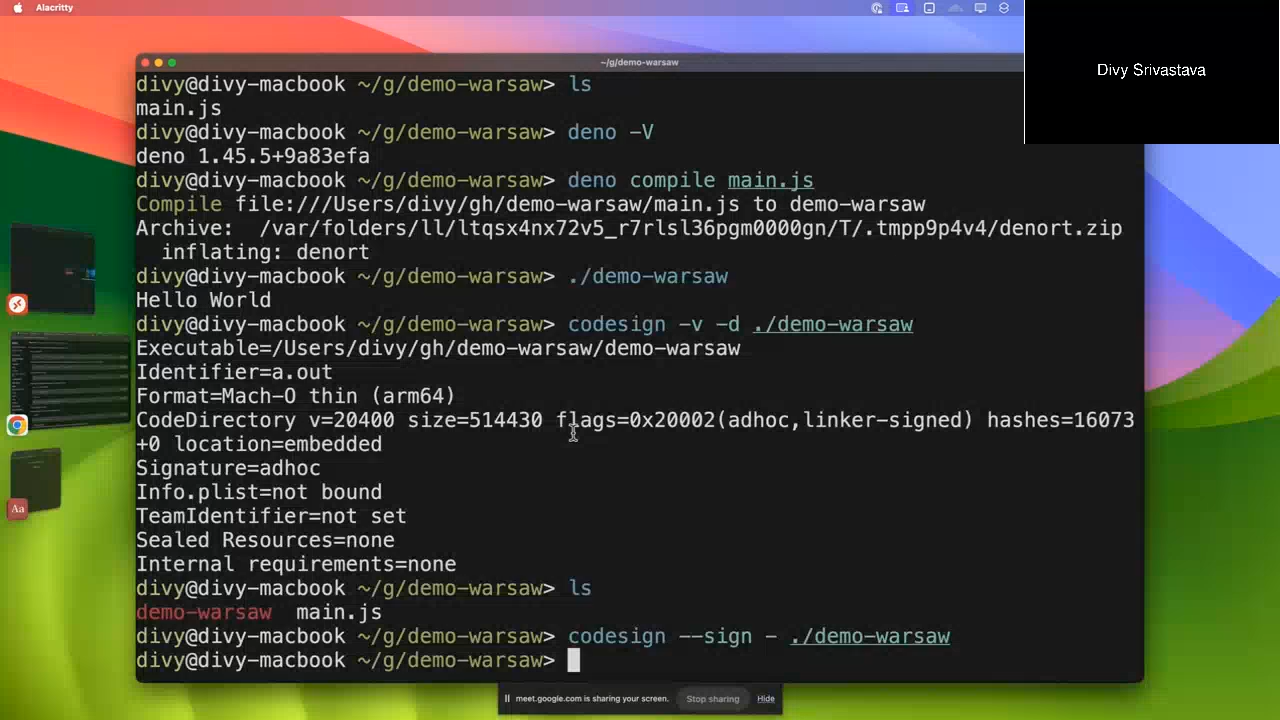 Alacritty
~/g/demo-warsaw
Divy Srivastava
divy@divy-macbook ~/g/demo-warsaw> ls
main.js
divy@divy-macbook ~/g/demo-warsaw> deno -V
deno 1.45.5+9a83efa
divy@divy-macbook ~/g/demo-warsaw> deno compile main.js
Compile file:///Users/divy/gh/demo-warsaw/main.js to demo-warsaw
Archive:  /var/folders/ll/ltqsx4nx72v5_r7rlsl36pgm0000gn/T/.tmpp9p4v4/denort.zip
  inflating: denort
divy@divy-macbook ~/g/demo-warsaw> ./demo-warsaw
Hello World
divy@divy-macbook ~/g/demo-warsaw> codesign -v -d ./demo-warsaw
Executable=/Users/divy/gh/demo-warsaw/demo-warsaw
Identifier=a.out
Format=Mach-O thin (arm64)
CodeDirectory v=20400 size=514430 flags=0x20002(adhoc,linker-signed) hashes=16073
+0 location=embedded
Signature=adhoc
Info.plist=not bound
TeamIdentifier=not set
Sealed Resources=none
Internal requirements=none
divy@divy-macbook ~/g/demo-warsaw> ls
demo-warsaw  main.js
divy@divy-macbook ~/g/demo-warsaw> codesign --sign - ./demo-warsaw
divy@divy-macbook ~/g/demo-warsaw>
Aa
meet.google.com is sharing your screen. Stop sharing Hide